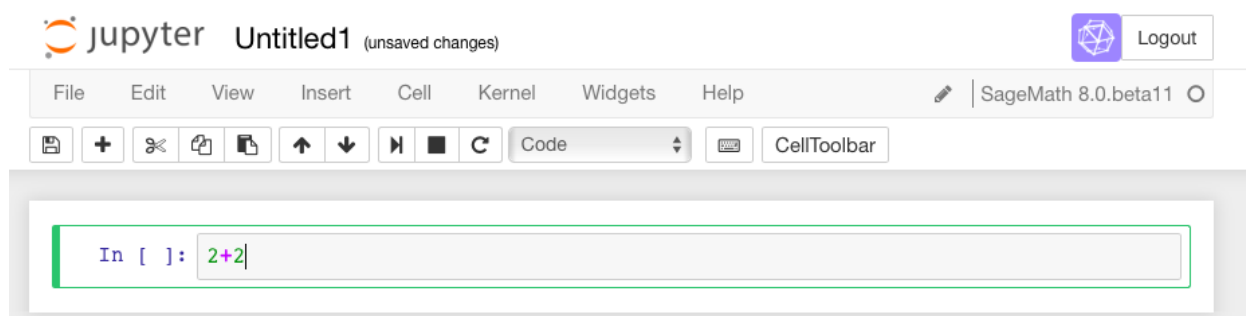 jupyter Untitled1 (unsaved changes) Logout
File Edit View Insert Cell Kernel Widgets Help SageMath 8.0.beta11
Code CellToolbar
In [ ]: 2+2